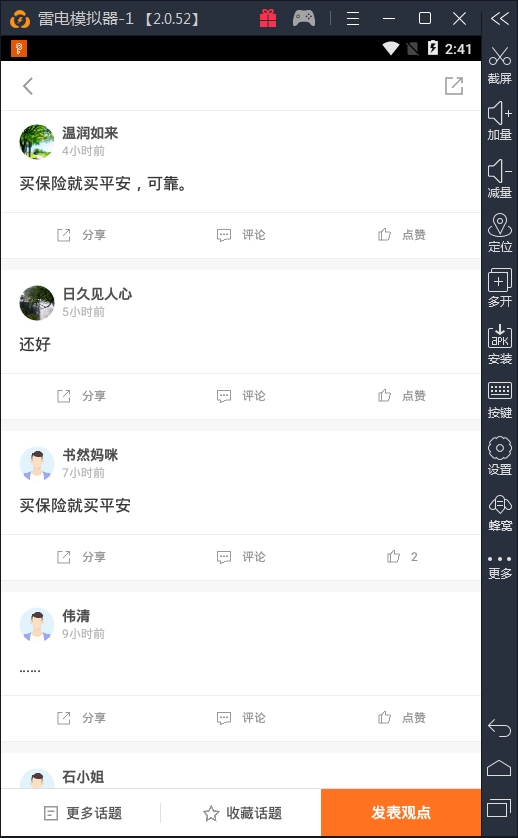 雷电模拟器-1 【2.0.52】
2:41
温润如来
4小时前
买保险就买平安，可靠。
分享 评论 点赞
日久见人心
5小时前
还好
分享 评论 点赞
书然妈咪
7小时前
买保险就买平安
分享 评论 2
伟清
9小时前
......
分享 评论 点赞
石小姐
更多话题 收藏话题 发表观点
截屏
加量
减量
定位
多开
APK
安装
按键
设置
蜂窝
更多